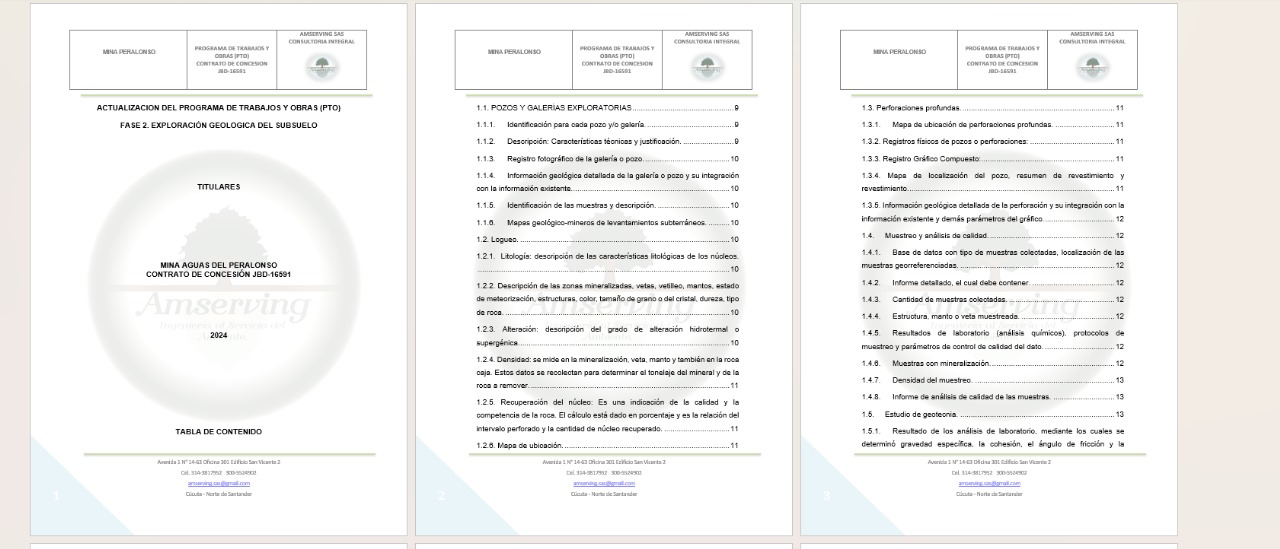 MINA PERALONSO
PROGRAMA DE TRABAJOS Y
OBRAS (PTO)
CONTRATO DE CONCESION
JBD-16591
AMSERVING SAS
CONSULTORIA INTEGRAL
ACTUALIZACION DEL PROGRAMA DE TRABAJOS Y OBRAS (PTO)
FASE 2. EXPLORACIÓN GEOLOGICA DEL SUBSUELO
TITULARES
MINA AGUAS DEL PERALONSO
CONTRATO DE CONCESIÓN JBD-16591
Amserving
Ingeniería al Servicio del
2024
TABLA DE CONTENIDO
Avenida 1 N° 14-63 Oficina 301 Edificio San Vicente 2
Cel. 314-3817952 300-5524902
amserving.sas@gmail.com
Cúcuta - Norte de Santander
1
MINA PERALONSO
PROGRAMA DE TRABAJOS Y
OBRAS (PTO)
CONTRATO DE CONCESION
JBD-16591
AMSERVING SAS
CONSULTORIA INTEGRAL
1.1. POZOS Y GALERÍAS EXPLORATORIAS 9
1.1.1. Identificación para cada pozo y/o galería. 9
1.1.2. Descripción: Características técnicas y justificación. 9
1.1.3. Registro fotográfico de la galería o pozo 10
1.1.4. Información geológica detallada de la galería o pozo y su integración
con la información existente. 10
1.1.5. Identificación de las muestras y descripción. 10
1.1.6. Mapas geológico-mineros de levantamientos subterráneos. 10
1.2. Logueo. 10
1.2.1. Litología: descripción de las características litológicas de los núcleos.
10
1.2.2. Descripción de las zonas mineralizadas, vetas, vetilleo, mantos, estado
de meteorización, estructuras, color, tamaño de grano o del cristal, dureza, tipo
de roca. 10
1.2.3. Alteración: descripción del grado de alteración hidrotermal o
supergénica. 10
1.2.4. Densidad: se mide en la mineralización, veta, manto y también en la roca
caja. Estos datos se recolectan para determinar el tonelaje del mineral y de la
roca a remover. 11
1.2.5. Recuperación del núcleo: Es una indicación de la calidad y la
competencia de la roca. El cálculo está dado en porcentaje y es la relación del
intervalo perforado y la cantidad de núcleo recuperado. 11
1.2.6. Mapa de ubicación. 11
Avenida 1 N° 14-63 Oficina 301 Edificio San Vicente 2
Cel. 314-3817952 300-5524902
amserving.sas@gmail.com
Cúcuta - Norte de Santander
2
MINA PERALONSO
PROGRAMA DE TRABAJOS Y
OBRAS (PTO)
CONTRATO DE CONCESION
JBD-16591
AMSERVING SAS
CONSULTORIA INTEGRAL
1.3. Perforaciones profundas. 11
1.3.1. Mapa de ubicación de perforaciones profundas. 11
1.3.2. Registros físicos de pozos o perforaciones: 11
1.3.3. Registro Gráfico Compuesto: 11
1.3.4. Mapa de localización del pozo, resumen de revestimiento y
revestimiento. 11
1.3.5. Información geológica detallada de la perforación y su integración con la
información existente y demás parámetros del gráfico. 12
1.4. Muestreo y análisis de calidad. 12
1.4.1. Base de datos con tipo de muestras colectadas, localización de las
muestras georreferenciadas. 12
1.4.2. Informe detallado, el cual debe contener. 12
1.4.3. Cantidad de muestras colectadas. 12
1.4.4. Estructura, manto o veta muestreada. 12
1.4.5. Resultados de laboratorio (análisis químicos), protocolos de
muestreo y parámetros de control de calidad del dato. 12
1.4.6. Muestras con mineralización. 12
1.4.7. Densidad del muestreo. 13
1.4.8. Informe de análisis de calidad de las muestras. 13
1.5. Estudio de geotecnia. 13
1.5.1. Resultado de los análisis de laboratorio, mediante los cuales se
determinó gravedad específica, la cohesión, el ángulo de fricción y la
Avenida 1 N° 14-63 Oficina 301 Edificio San Vicente 2
Cel. 314-3817952 300-5524902
amserving.sas@gmail.com
Cúcuta - Norte de Santander
3